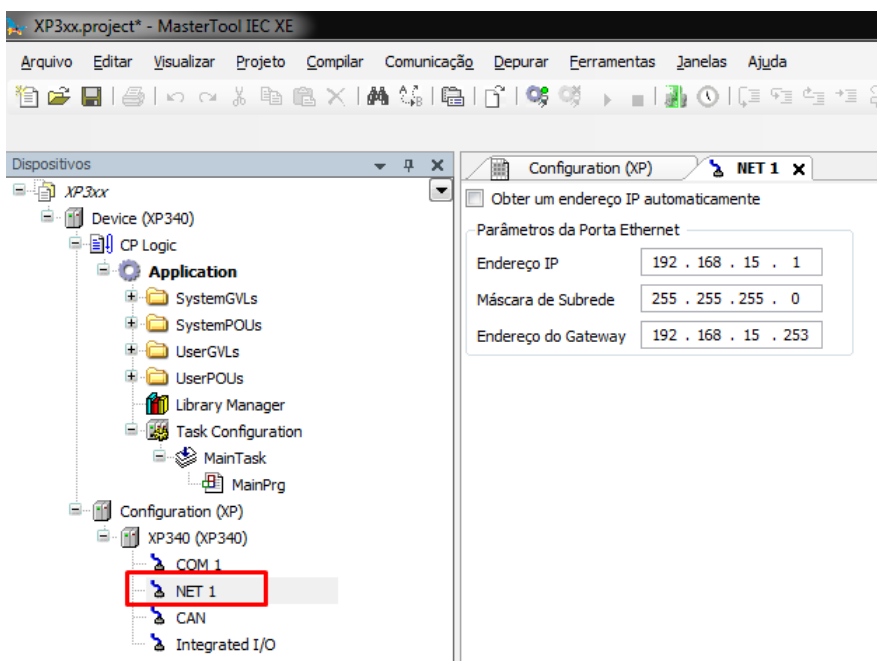 XP3xx.project* - MasterTool IEC XE
Arquivo Editar Visualizar Projeto Compilar Comunicação Depurar Ferramentas Janelas Ajuda
Dispositivos
Configuration (XP) NET 1
XP3xx
Obter um endereço IP automaticamente
Device (XP340)
Parâmetros da Porta Ethernet
CP Logic
Endereço IP 192 . 168 . 15 . 1
Application
SystemGVLs
Máscara de Subrede 255 . 255 . 255 . 0
SystemPOUs
Endereço do Gateway 192 . 168 . 15 . 253
UserGVLs
UserPOUs
Library Manager
Task Configuration
MainTask
MainPrg
Configuration (XP)
XP340 (XP340)
COM 1
NET 1
CAN
Integrated I/O